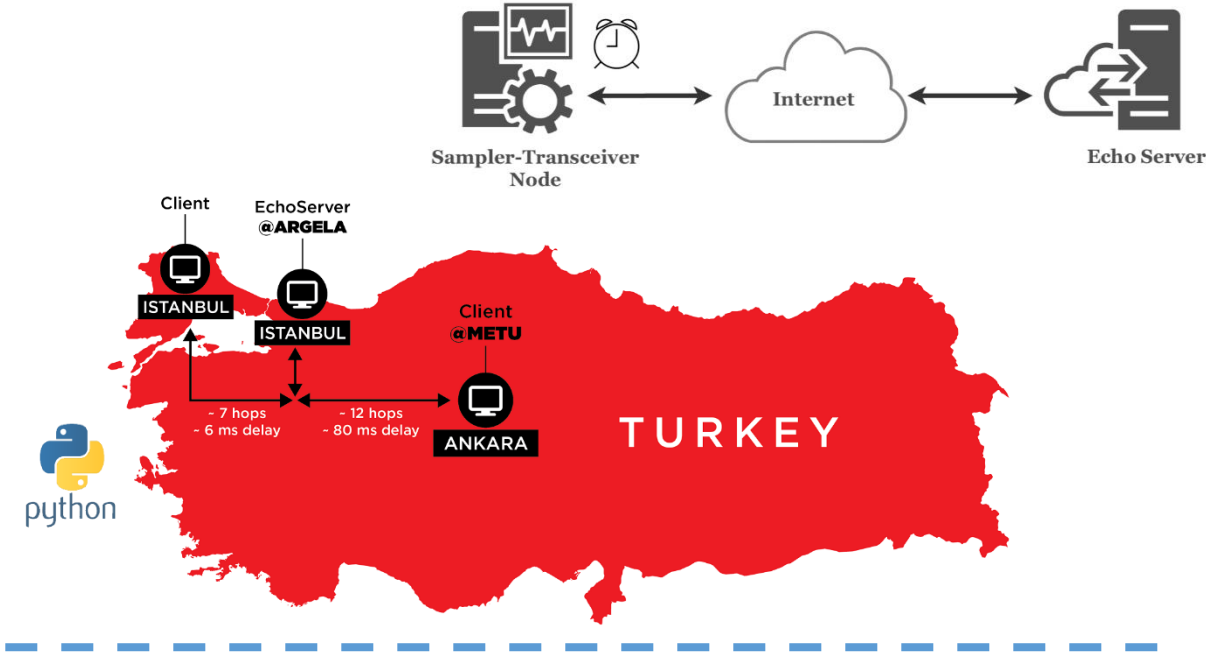 Internet
Sampler-Transceiver
Node
Echo Server
Client
EchoServer
@ARGELA
ISTANBUL
ISTANBUL
Client
@METU
~ 7 hops
~ 6 ms delay
~ 12 hops
~ 80 ms delay
ANKARA
TURKEY
python